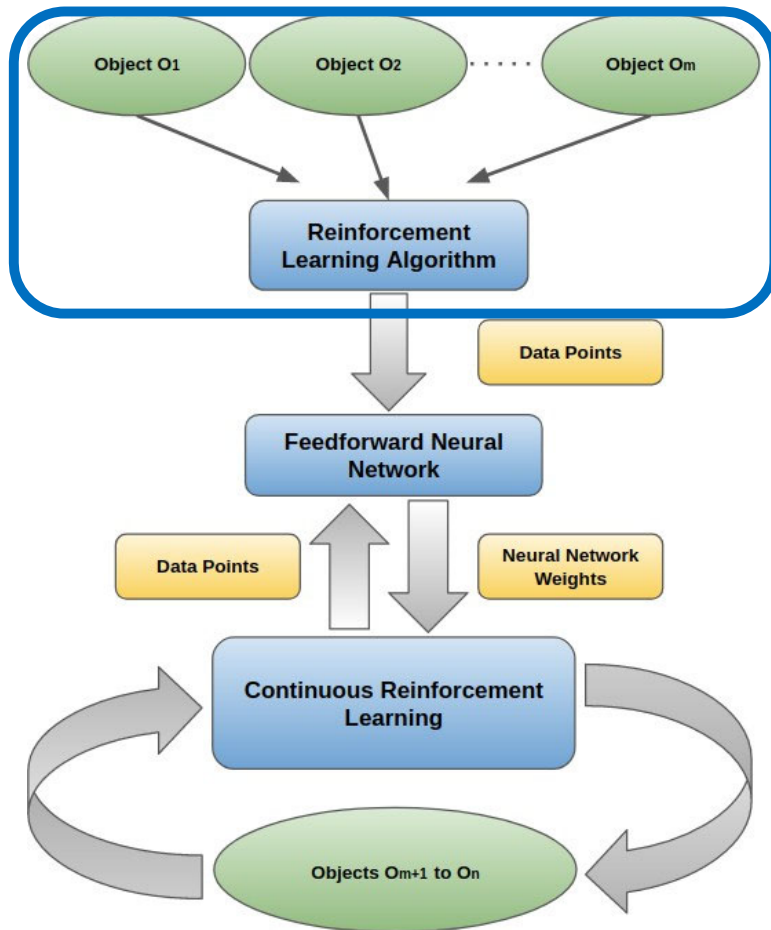 Object O1
Object O2
.....
Object Om
Reinforcement
Learning Algorithm
Data Points
Feedforward Neural
Network
Data Points
Neural Network
Weights
Continuous Reinforcement
Learning
Objects Om+1 to On